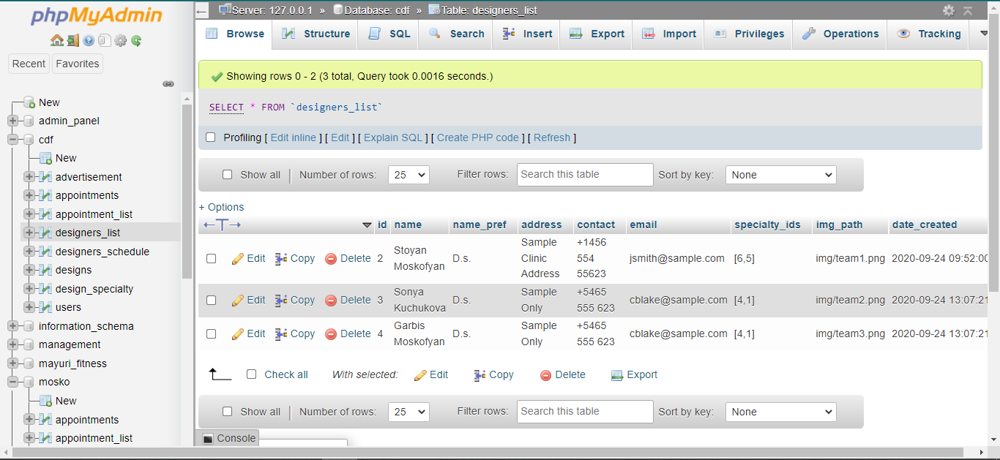 phpMyAdmin
Recent Favorites
New
admin_panel
cdf
New
advertisement
appointments
appointment_list
designers_list
designers_schedule
designs
design_specialty
users
information_schema
management
mayuri_fitness
mosko
New
appointments
appointment_list
Server: 127.0.0.1 » Database: cdf » Table: designers_list
Browse Structure SQL Search Insert Export Import Privileges Operations Tracking
Showing rows 0 - 2 (3 total, Query took 0.0016 seconds.)
SELECT * FROM `designers_list`
Profiling [ Edit inline ] [ Edit ] [ Explain SQL ] [ Create PHP code ] [ Refresh ]
Show all | Number of rows: 25 Filter rows: Search this table Sort by key: None
+ Options
←T→ id name name_pref address contact email specialty_ids img_path date_created
Edit Copy Delete 2 Stoyan Moskofyan D.s. Sample Clinic Address +1456 554 55623 jsmith@sample.com [6,5] img/team1.png 2020-09-24 09:52:00
Edit Copy Delete 3 Sonya Kuchukova D.s. Sample Only +5465 555 623 cblake@sample.com [4,1] img/team2.png 2020-09-24 13:07:21
Edit Copy Delete 4 Garbis Moskofyan D.s. Sample Only +5465 555 623 cblake@sample.com [4,1] img/team3.png 2020-09-24 13:07:21
Check all With selected: Edit Copy Delete Export
Show all | Number of rows: 25 Filter rows: Search this table Sort by key: None
Console